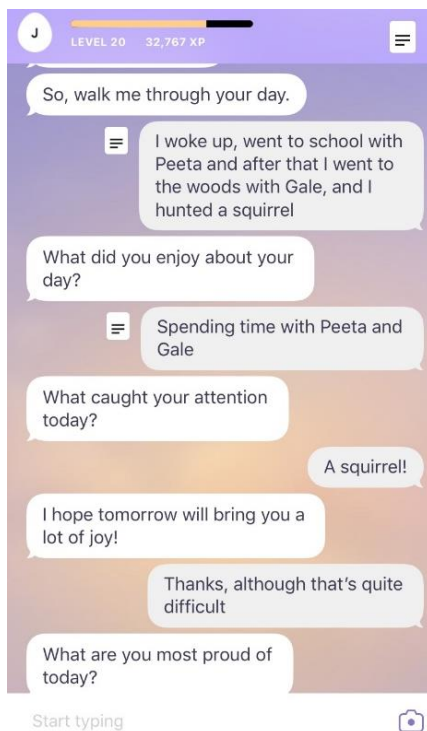 J
LEVEL 20 32,767 XP
So, walk me through your day.
I woke up, went to school with
Peeta and after that I went to
the woods with Gale, and I
hunted a squirrel
What did you enjoy about your
day?
Spending time with Peeta and
Gale
What caught your attention
today?
A squirrel!
I hope tomorrow will bring you a
lot of joy!
Thanks, although that’s quite
difficult
What are you most proud of
today?
Start typing